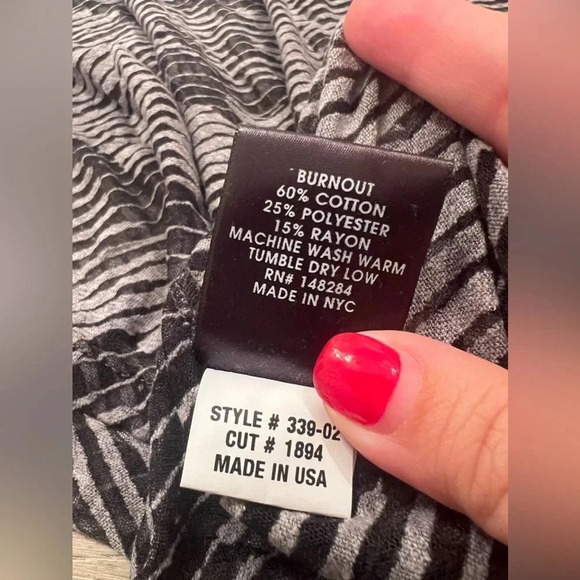 BURNOUT
60% COTTON
25% POLYESTER
15% RAYON
MACHINE WASH WARM
TUMBLE DRY LOW
RN# 148284
MADE IN NYC
STYLE # 339-02
CUT # 1894
MADE IN USA